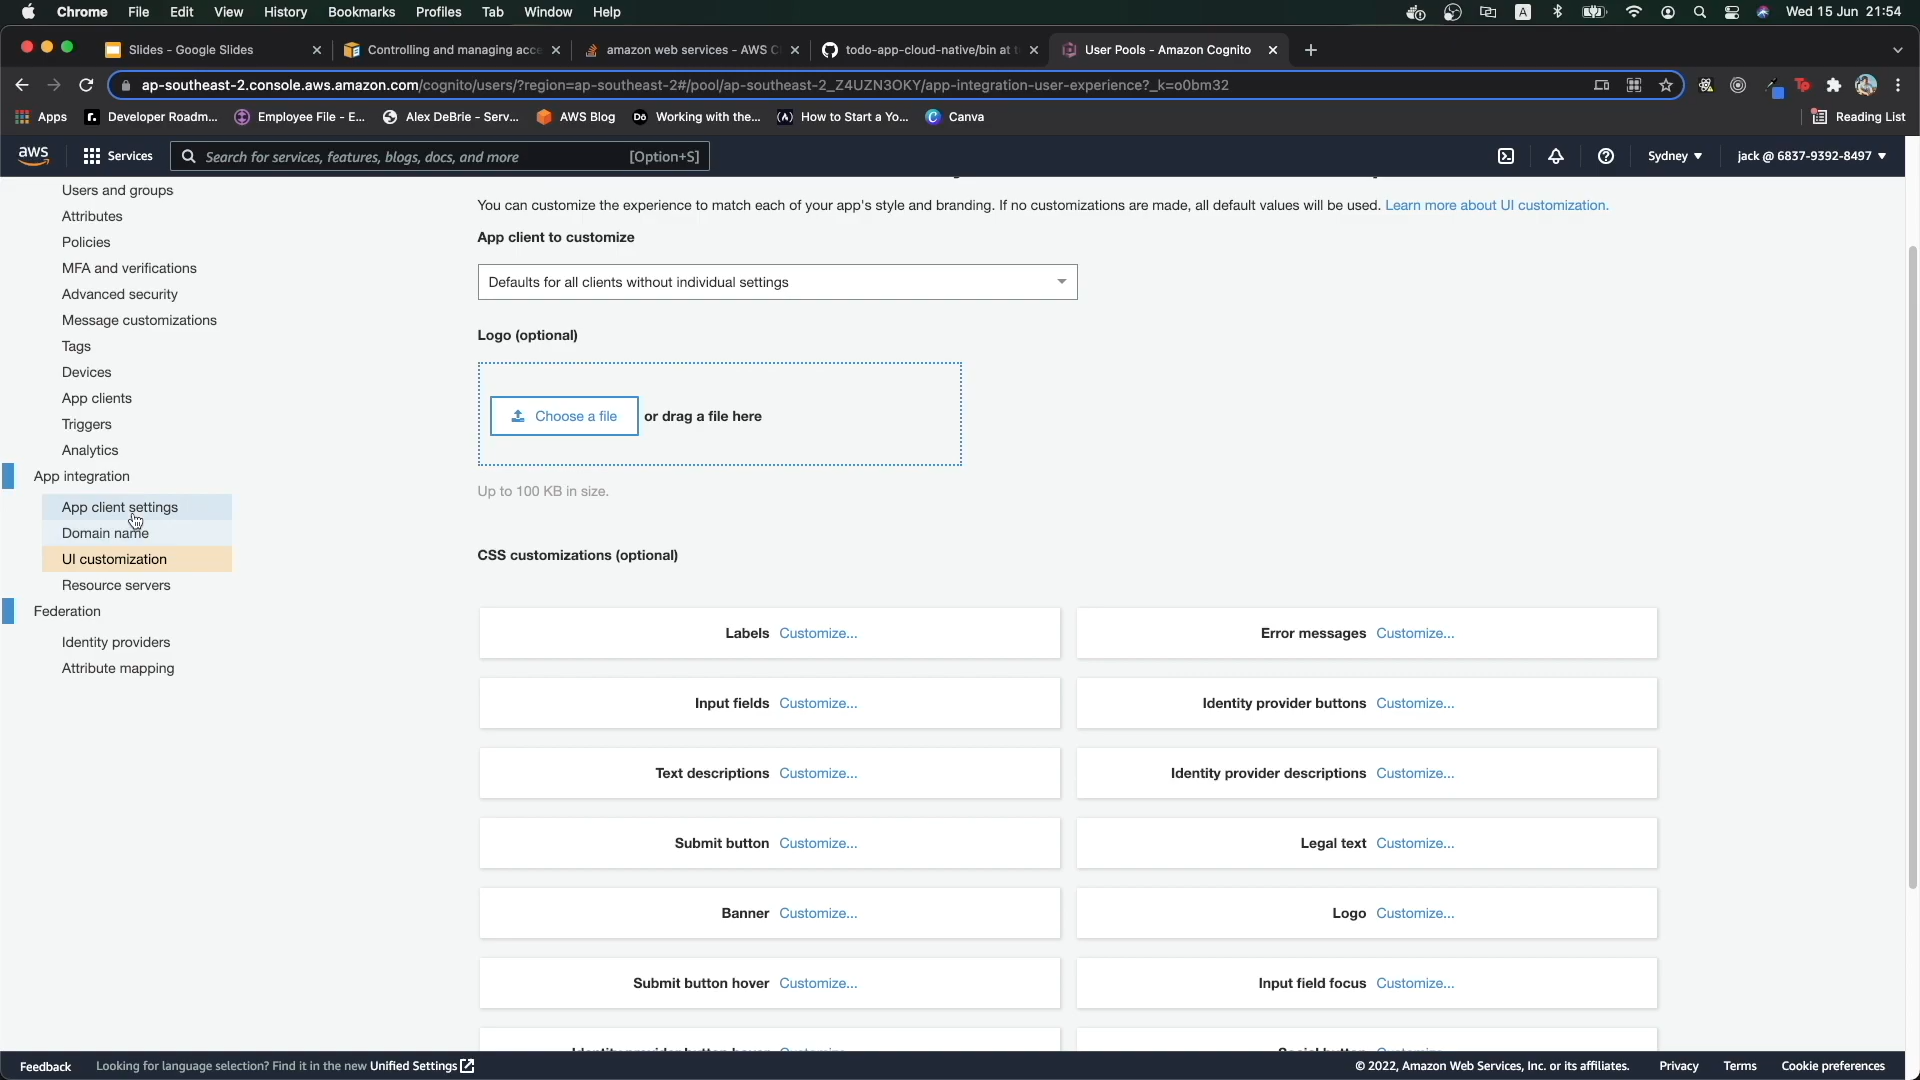 Chrome File Edit View History Bookmarks Profiles Tab Window Help A Wed 15 Jun 21:54
Slides - Google Slides Controlling and managing acce amazon web services - AWS C todo-app-cloud-native/bin at t User Pools - Amazon Cognito
ap-southeast-2.console.aws.amazon.com/cognito/users/?region=ap-southeast-2#/pool/ap-southeast-2_Z4UZN3OKY/app-integration-user-experience?_k=o0bm32
Apps Developer Roadm... Employee File - E... Alex DeBrie - Serv... AWS Blog Working with the... How to Start a Yo... Canva Reading List
aws Services Search for services, features, blogs, docs, and more [Option+S] Sydney jack @ 6837-9392-8497
Users and groups
Attributes
Policies
MFA and verifications
Advanced security
Message customizations
Tags
Devices
App clients
Triggers
Analytics
App integration
App client settings
Domain name
UI customization
Resource servers
Federation
Identity providers
Attribute mapping
You can customize the experience to match each of your app's style and branding. If no customizations are made, all default values will be used. Learn more about UI customization.
App client to customize
Defaults for all clients without individual settings
Logo (optional)
Choose a file or drag a file here
Up to 100 KB in size.
CSS customizations (optional)
Labels Customize... Error messages Customize...
Input fields Customize... Identity provider buttons Customize...
Text descriptions Customize... Identity provider descriptions Customize...
Submit button Customize... Legal text Customize...
Banner Customize... Logo Customize...
Submit button hover Customize... Input field focus Customize...
Feedback Looking for language selection? Find it in the new Unified Settings © 2022, Amazon Web Services, Inc. or its affiliates. Privacy Terms Cookie preferences